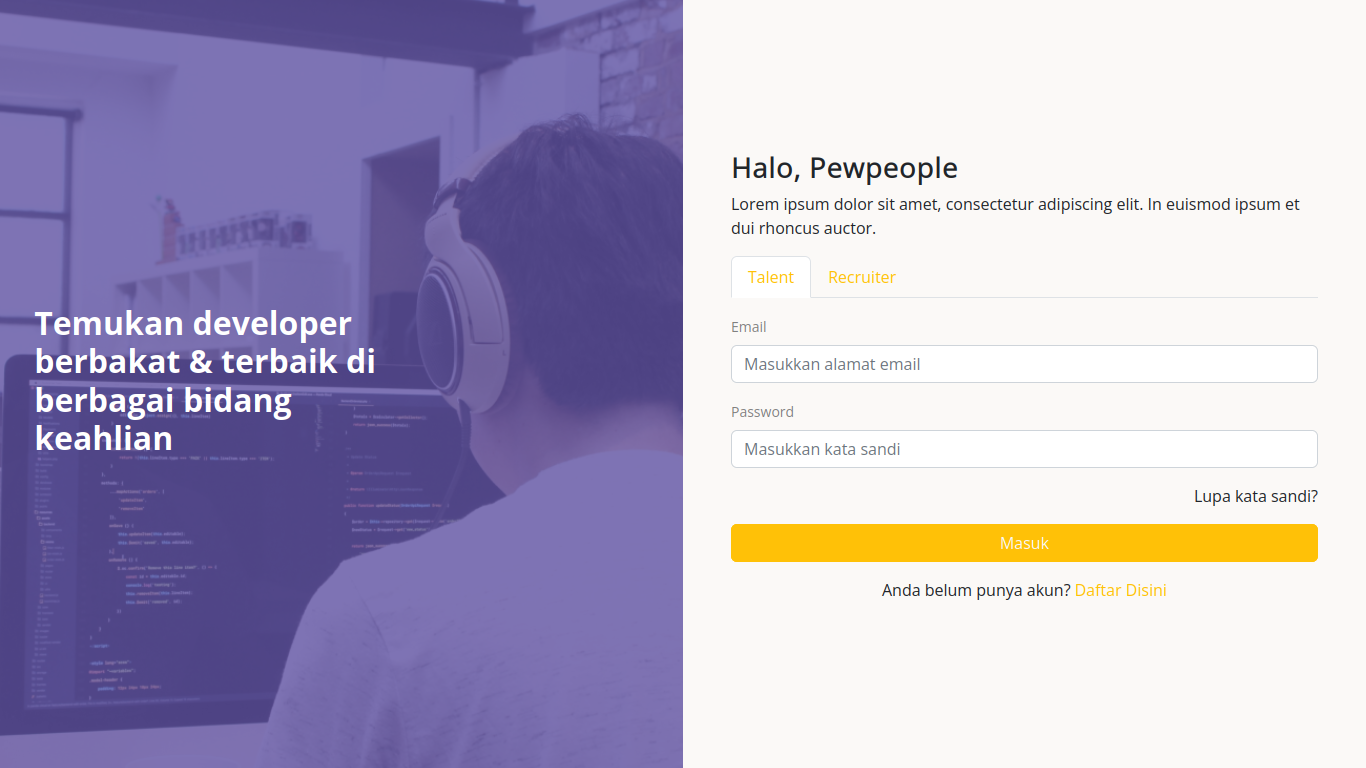 Temukan developer
berbakat & terbaik di
berbagai bidang
keahlian
Halo, Pewpeople
Lorem ipsum dolor sit amet, consectetur adipiscing elit. In euismod ipsum et
dui rhoncus auctor.
Talent
Recruiter
Email
Masukkan alamat email
Password
Masukkan kata sandi
Lupa kata sandi?
Masuk
Anda belum punya akun? Daftar Disini